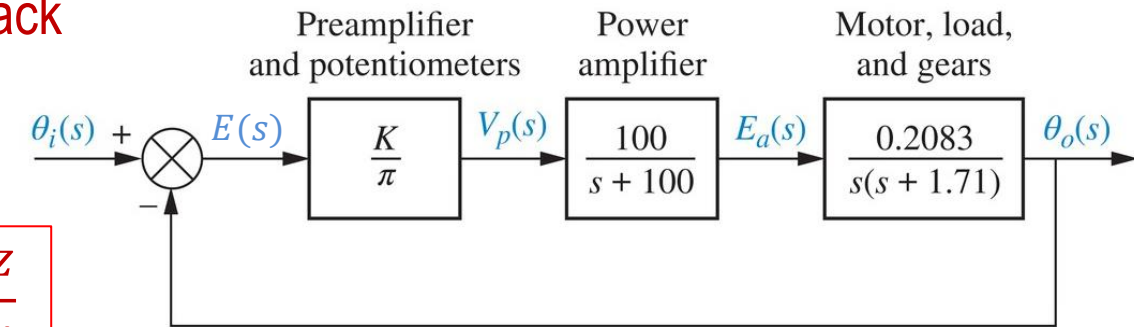 Preamplifier
and potentiometers
Power
amplifier
Motor, load,
and gears
θᵢ(s) +
E(s)
K
π
Vₚ(s)
100
s + 100
Eₐ(s)
0.2083
s(s + 1.71)
θₒ(s)
−
z